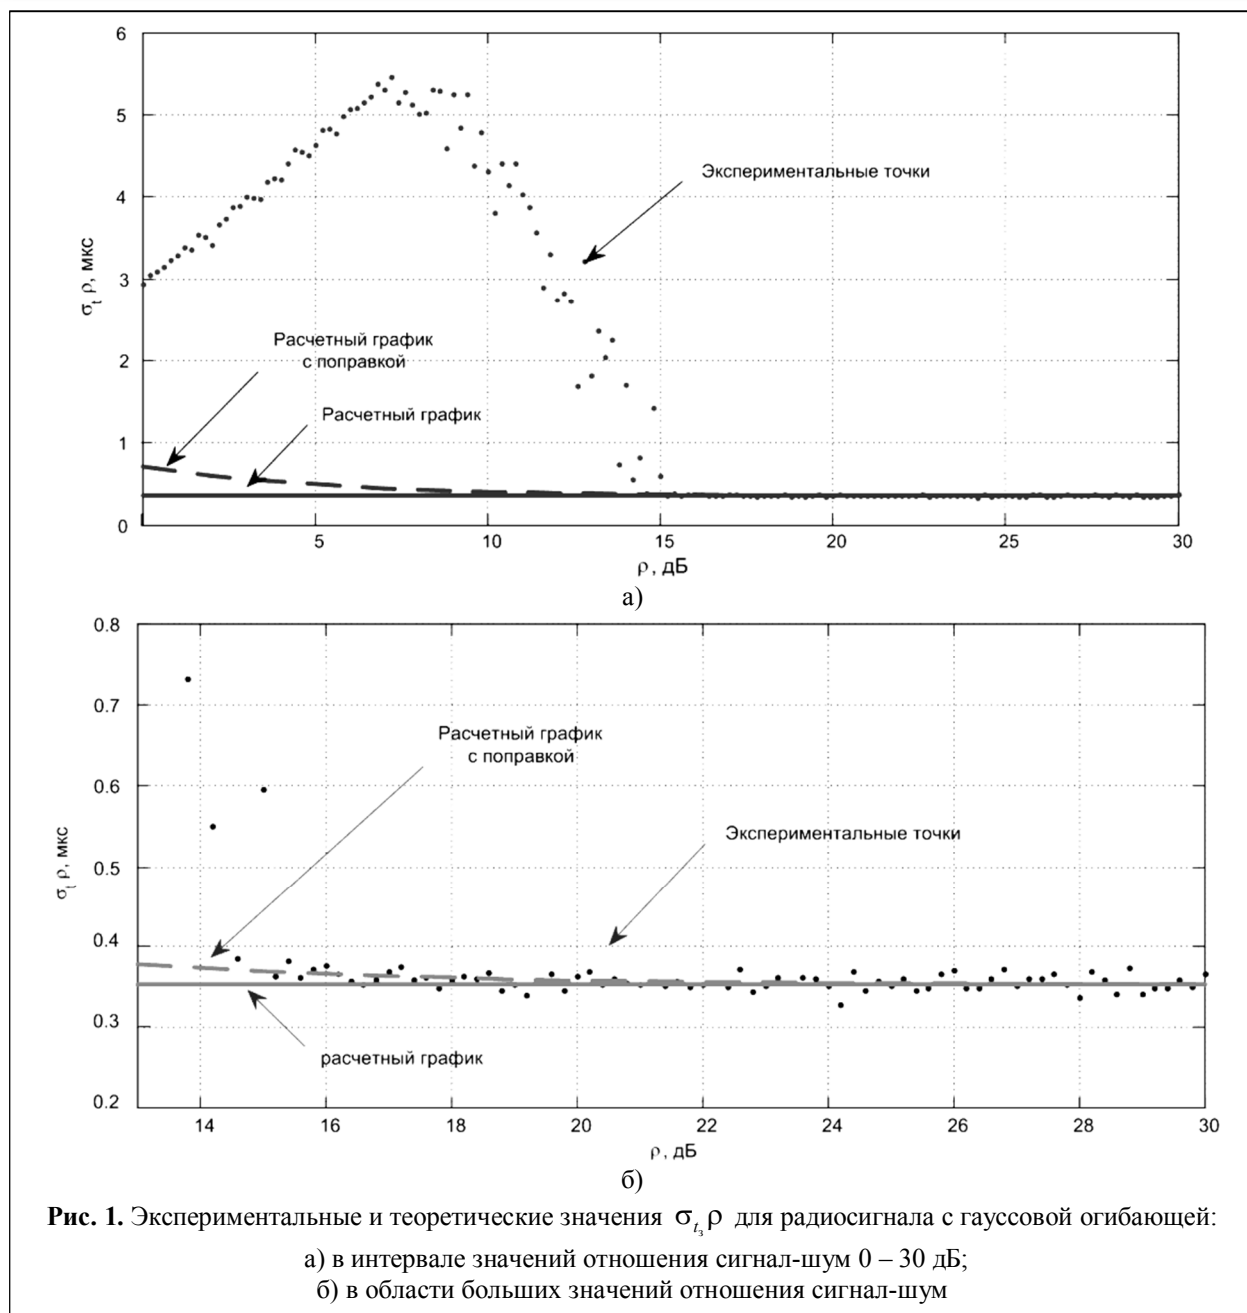 6
5
4
3
2
1
0
σt ρ, мкс
Экспериментальные точки
Расчетный график
с поправкой
Расчетный график
5
10
15
20
25
30
ρ, дБ
а)
0.8
0.7
0.6
0.5
0.4
0.3
0.2
σt ρ, мкс
Расчетный график
с поправкой
Экспериментальные точки
расчетный график
14
16
18
20
22
24
26
28
30
ρ, дБ
б)
Рис. 1. Экспериментальные и теоретические значения σtз ρ для радиосигнала с гауссовой огибающей:
а) в интервале значений отношения сигнал-шум 0 – 30 дБ;
б) в области больших значений отношения сигнал-шум